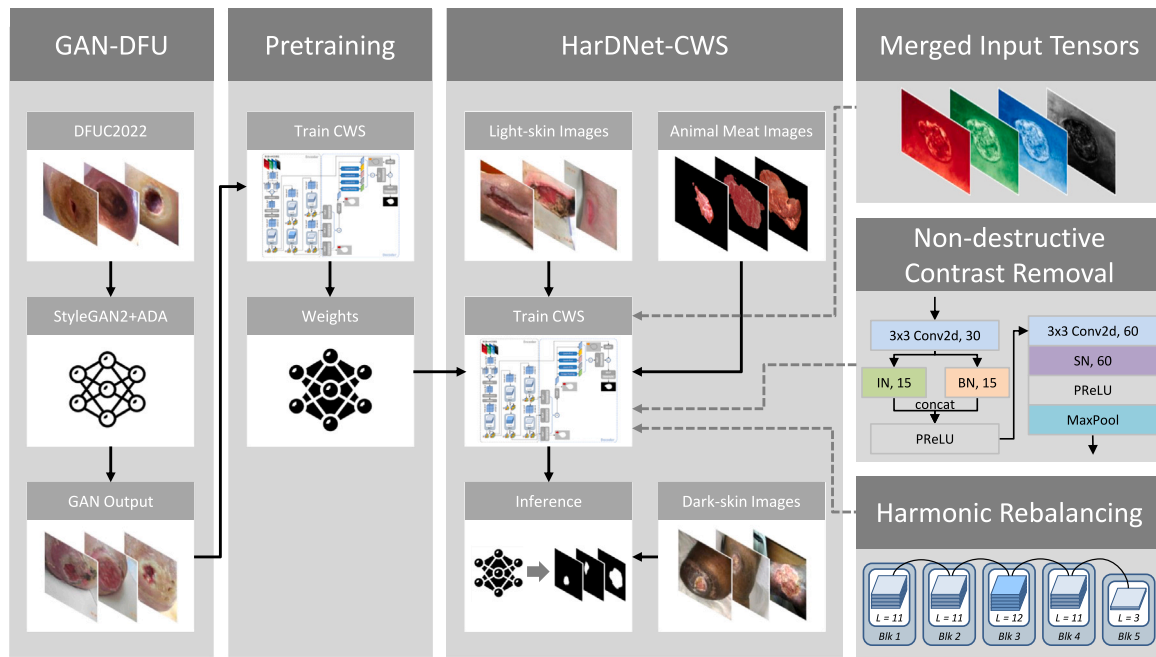 GAN-DFU
DFUC2022
StyleGAN2+ADA
GAN Output
Pretraining
Train CWS
Weights
HarDNet-CWS
Light-skin Images
Animal Meat Images
Train CWS
Inference
Dark-skin Images
Merged Input Tensors
Non-destructive
Contrast Removal
3x3 Conv2d, 30
IN, 15
BN, 15
concat
PReLU
3x3 Conv2d, 60
SN, 60
PReLU
MaxPool
Harmonic Rebalancing
L = 11
L = 11
L = 12
L = 11
L = 3
Blk 1
Blk 2
Blk 3
Blk 4
Blk 5